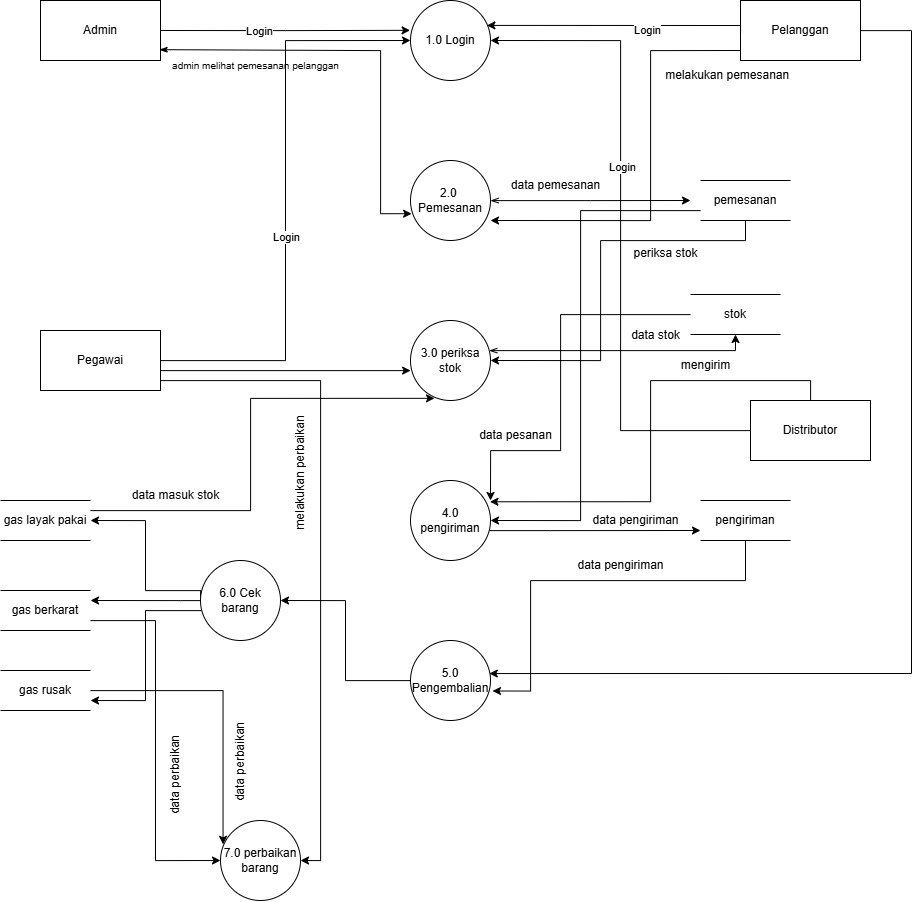 Admin
Login
1.0 Login
Login
Pelanggan
admin melihat pemesanan pelanggan
melakukan pemesanan
Login
2.0
Pemesanan
data pemesanan
pemesanan
Login
periksa stok
stok
data stok
Pegawai
3.0 periksa
stok
mengirim
Distributor
data pesanan
melakukan perbaikan
data masuk stok
gas layak pakai
4.0
pengiriman
data pengiriman
pengiriman
data pengiriman
6.0 Cek
barang
gas berkarat
gas rusak
5.0
Pengembalian
data perbaikan
data perbaikan
7.0 perbaikan
barang